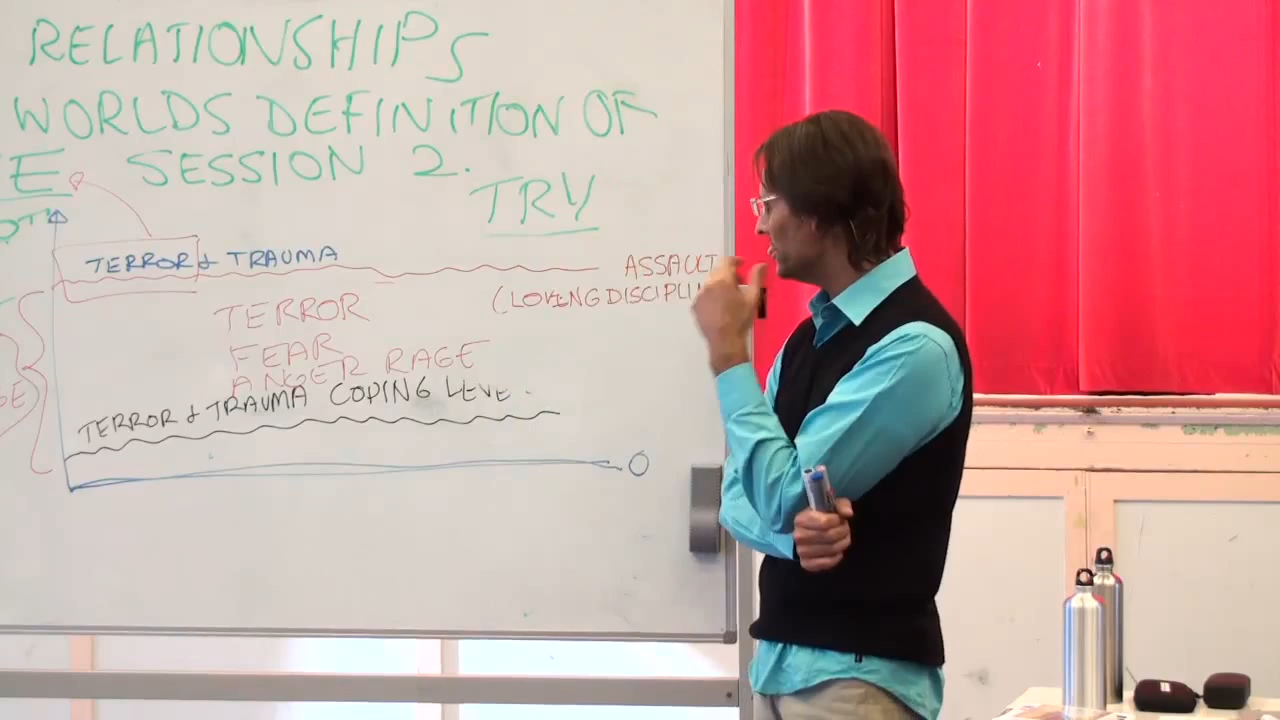 RELATIONSHIPS
WORLDS DEFINITION OF
SESSION 2.
TRY
TERROR & TRAUMA
ASSAULT
(LOVING DISCIPLI
TERROR
FEAR
ANGER RAGE
TERROR & TRAUMA COPING LEVE
O